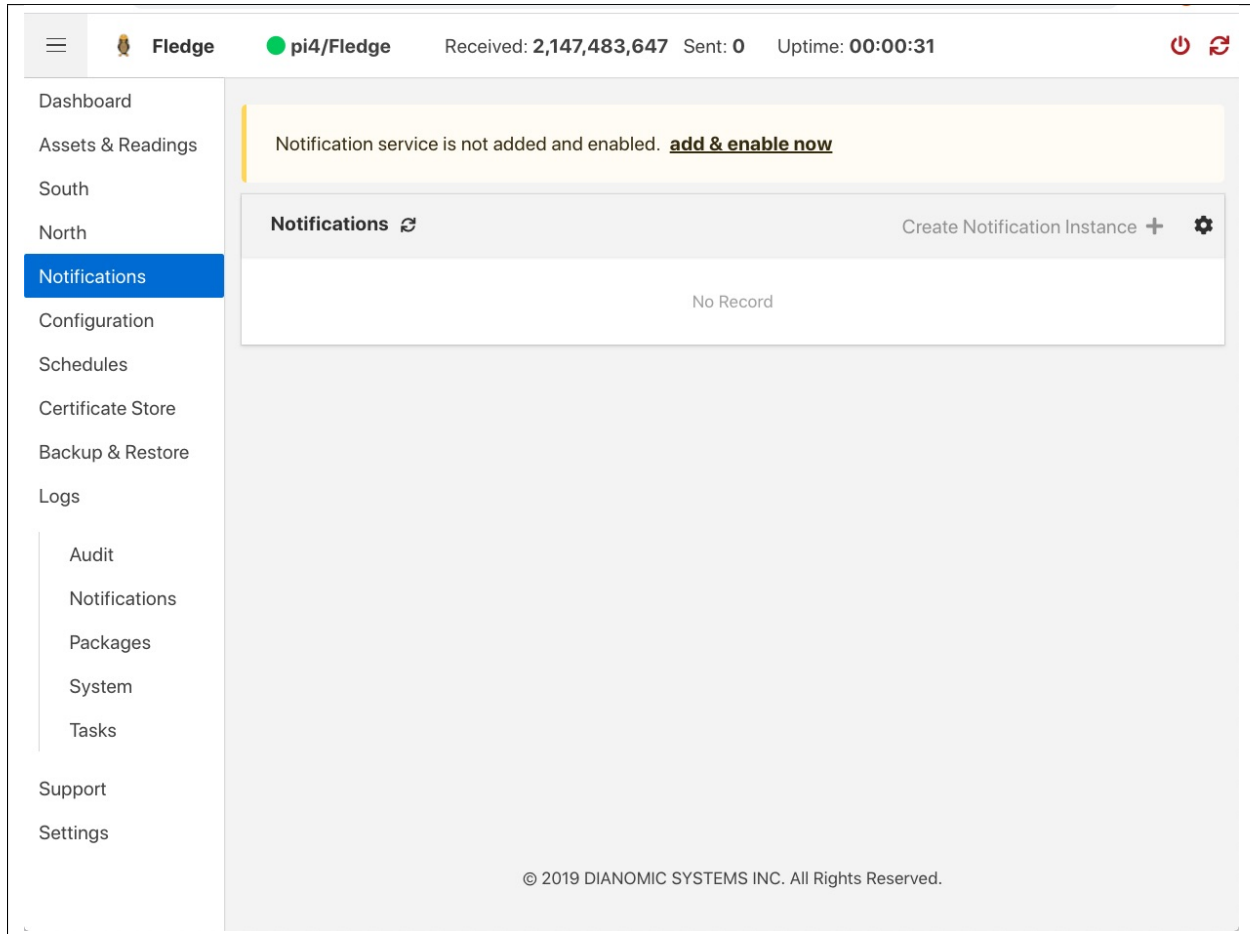 Fledge pi4/Fledge Received: 2,147,483,647 Sent: 0 Uptime: 00:00:31
Dashboard
Assets & Readings
South
North
Notifications
Configuration
Schedules
Certificate Store
Backup & Restore
Logs
Audit
Notifications
Packages
System
Tasks
Support
Settings
Notification service is not added and enabled. add & enable now
Notifications Create Notification Instance +
No Record
© 2019 DIANOMIC SYSTEMS INC. All Rights Reserved.